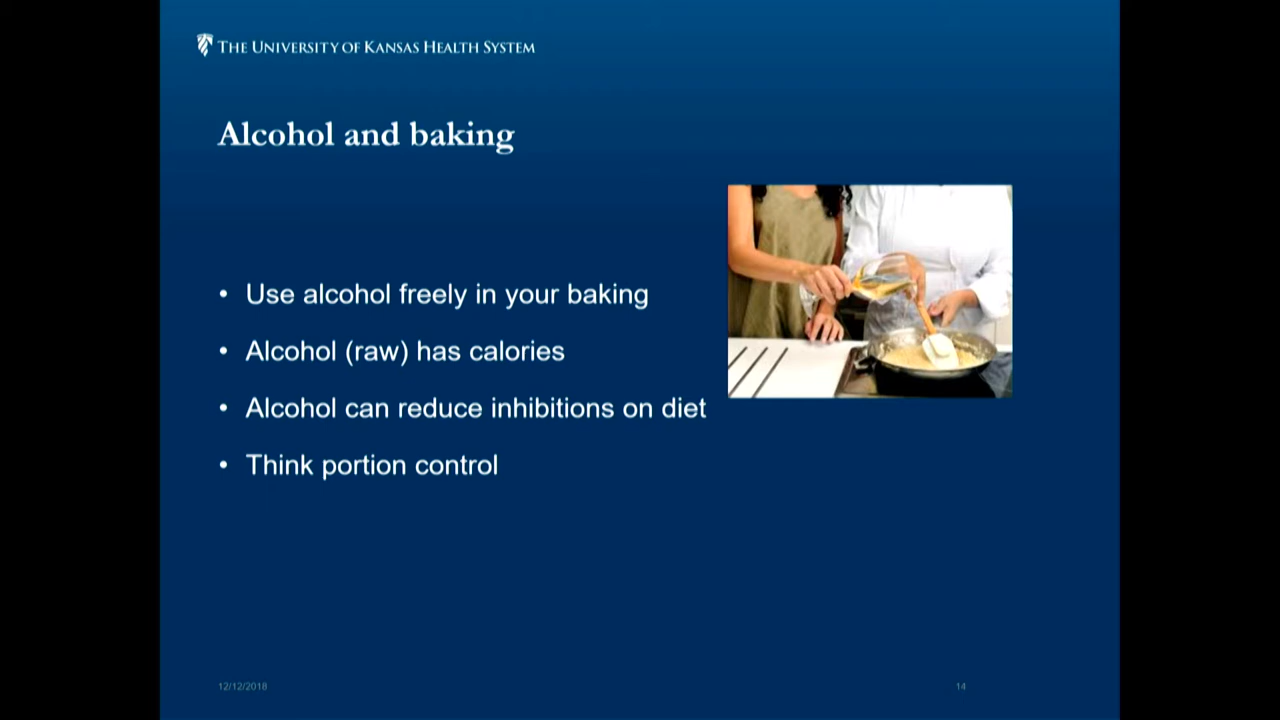 THE UNIVERSITY OF KANSAS HEALTH SYSTEM
Alcohol and baking
• Use alcohol freely in your baking
• Alcohol (raw) has calories
• Alcohol can reduce inhibitions on diet
• Think portion control
12/12/2018
14